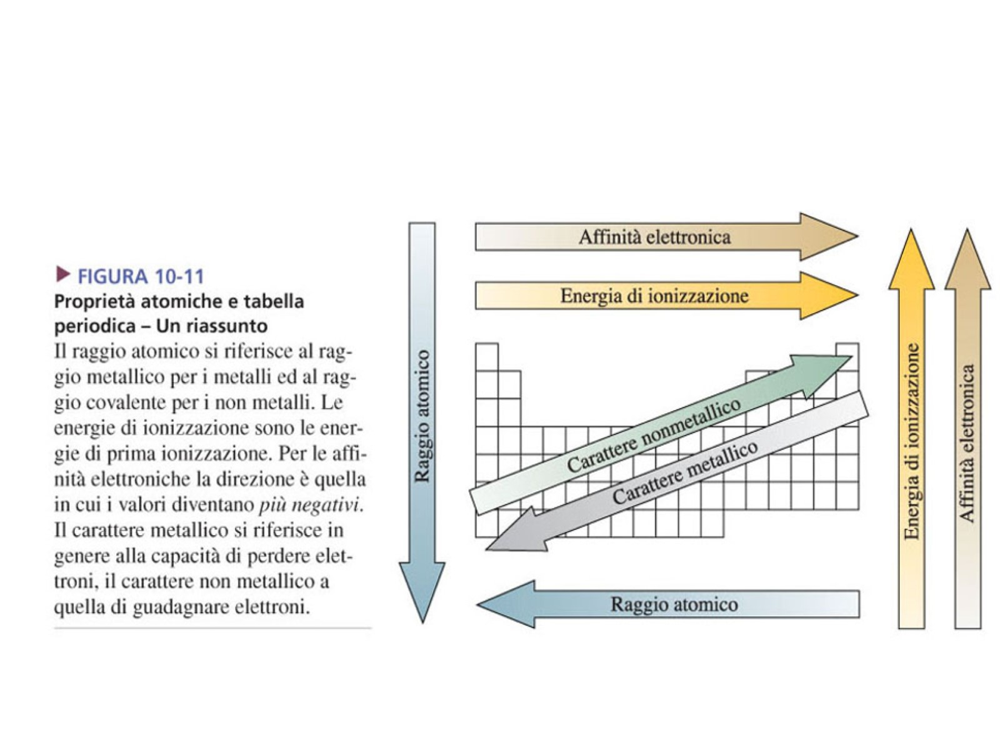 FIGURA 10-11
Proprietà atomiche e tabella
periodica – Un riassunto
Il raggio atomico si riferisce al rag-
gio metallico per i metalli ed al rag-
gio covalente per i non metalli. Le
energie di ionizzazione sono le ener-
gie di prima ionizzazione. Per le affi-
nità elettroniche la direzione è quella
in cui i valori diventano più negativi.
Il carattere metallico si riferisce in
genere alla capacità di perdere elet-
troni, il carattere non metallico a
quella di guadagnare elettroni.
Raggio atomico
Affinità elettronica
Energia di ionizzazione
Carattere nonmetallico
Carattere metallico
Raggio atomico
Energia di ionizzazione
Affinità elettronica